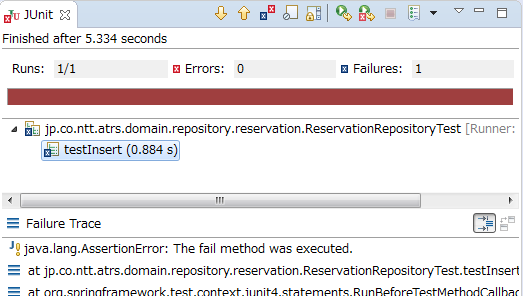 JUnit
Finished after 5.334 seconds
Runs: 1/1 Errors: 0 Failures: 1
jp.co.ntt.atrs.domain.repository.reservation.ReservationRepositoryTest [Runner:
testInsert (0.884 s)
Failure Trace
java.lang.AssertionError: The fail method was executed.
at jp.co.ntt.atrs.domain.repository.reservation.ReservationRepositoryTest.testInsert
at org.springframework.test.context.junit4.statements.RunBeforeTestMethodCallbac